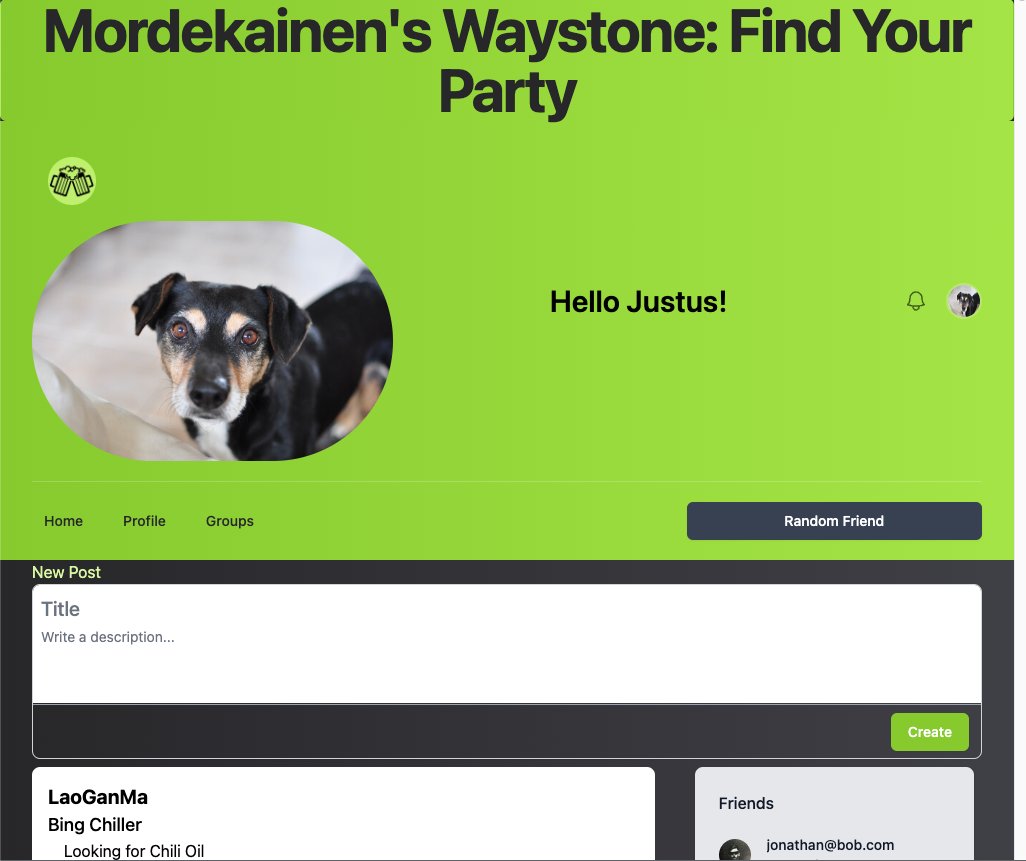 Mordekainen's Waystone: Find Your
Party
Hello Justus!
Home
Profile
Groups
Random Friend
New Post
Title
Write a description...
Create
LaoGanMa
Bing Chiller
Looking for Chili Oil
Friends
jonathan@bob.com